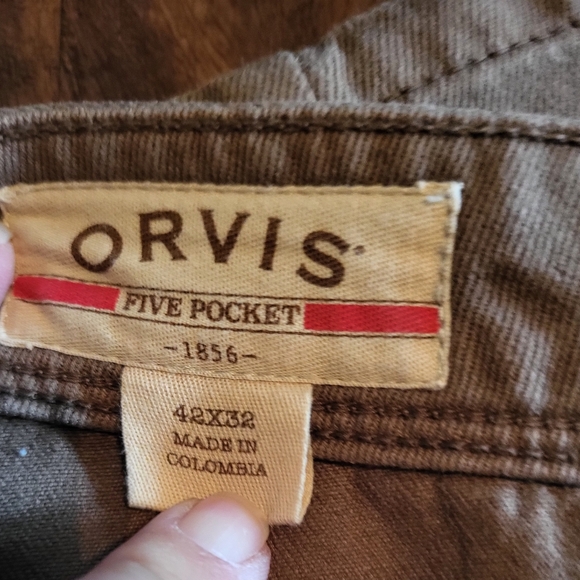 ORVIS
FIVE POCKET
-1856-
42X32
MADE IN
COLOMBIA